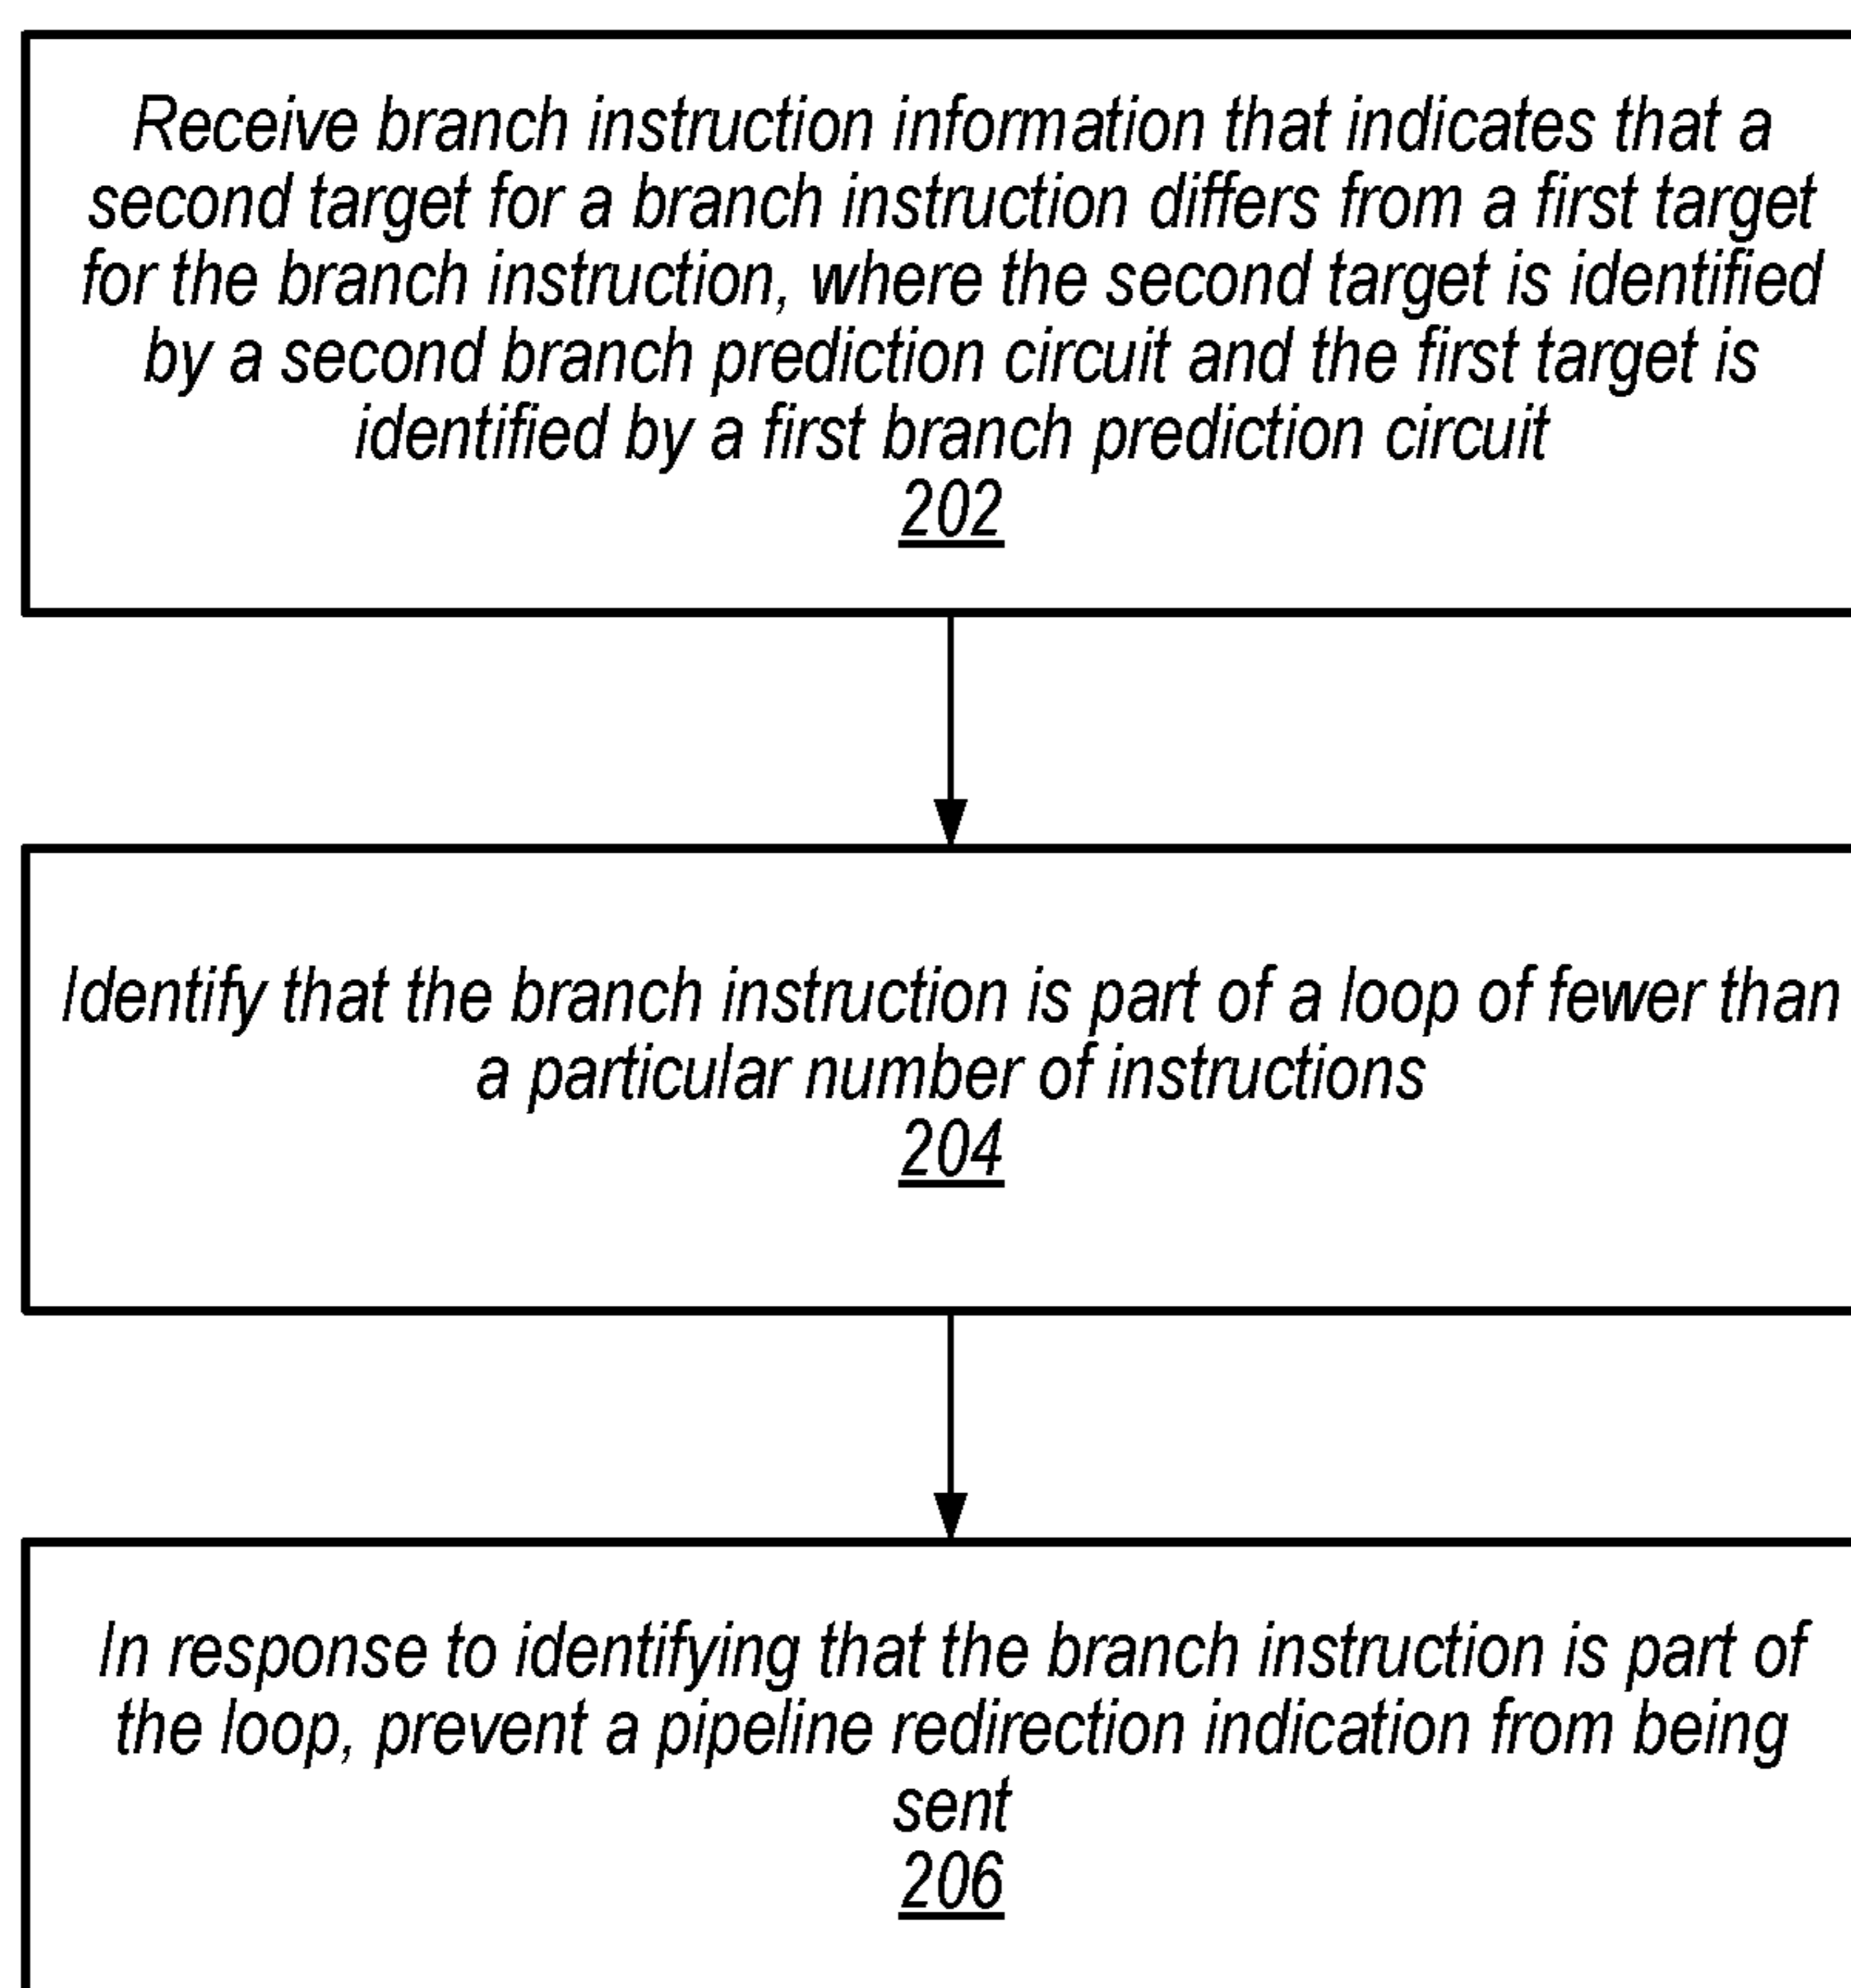 Receive branch instruction information that indicates that a
second target for a branch instruction differs from a first target
for the branch instruction, where the second target is identified
by a second branch prediction circuit and the first target is
identified by a first branch prediction circuit
202
Identify that the branch instruction is part of a loop of fewer than
a particular number of instructions
204
In response to identifying that the branch instruction is part of
the loop, prevent a pipeline redirection indication from being
sent
206